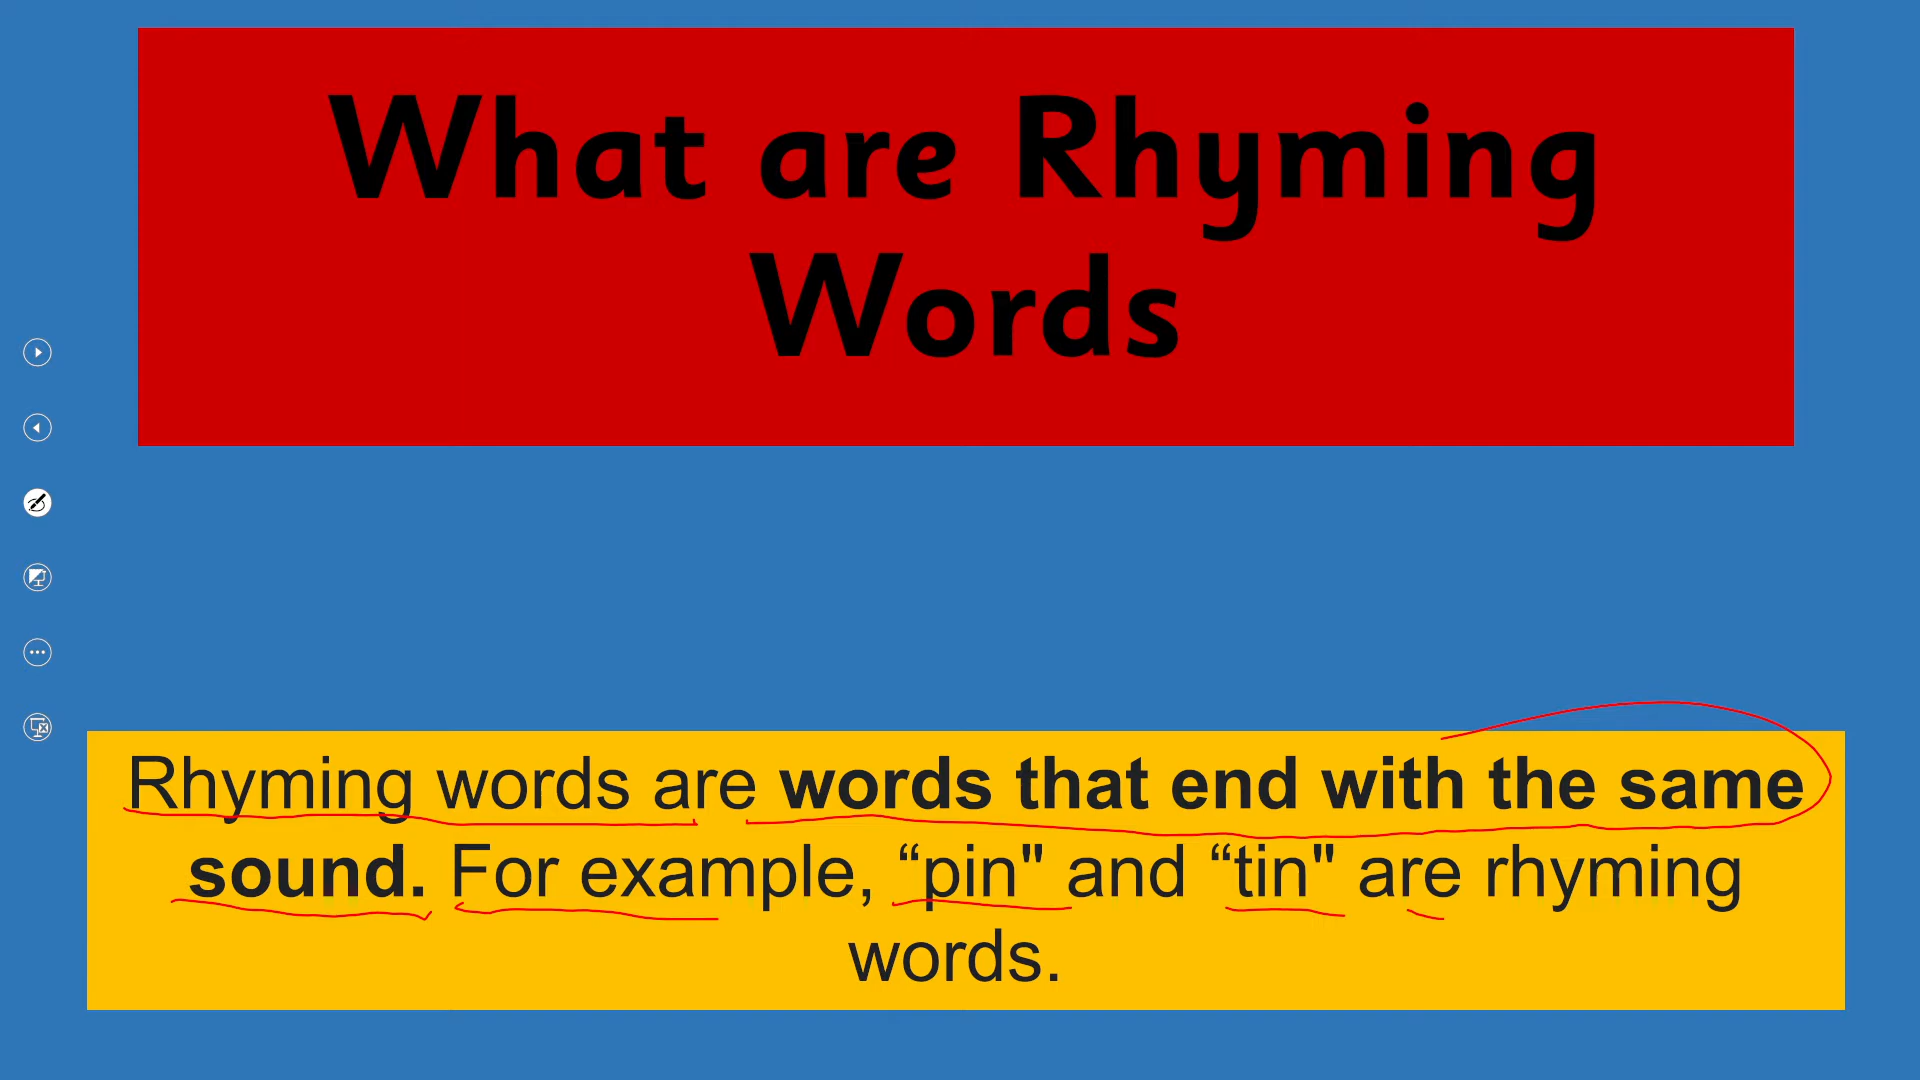 What are Rhyming
Words
Rhyming words are words that end with the same
sound. For example, “pin" and “tin" are rhyming
words.